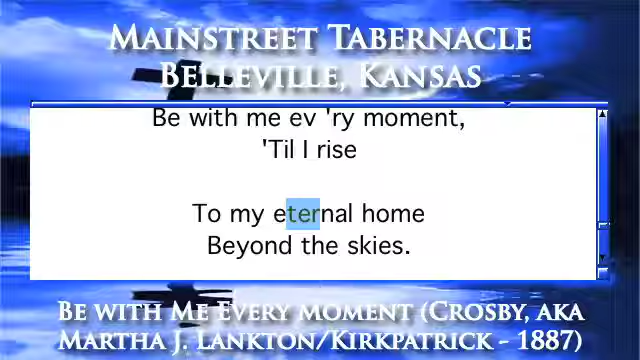 MAINSTREET TABERNACLE
BELLEVILLE, KANSAS
Be with me ev 'ry moment,
'Til I rise
To my eternal home
Beyond the skies.
BE WITH ME EVERY MOMENT (CROSBY, AKA
MARTHA J. LANKTON/KIRKPATRICK - 1887)